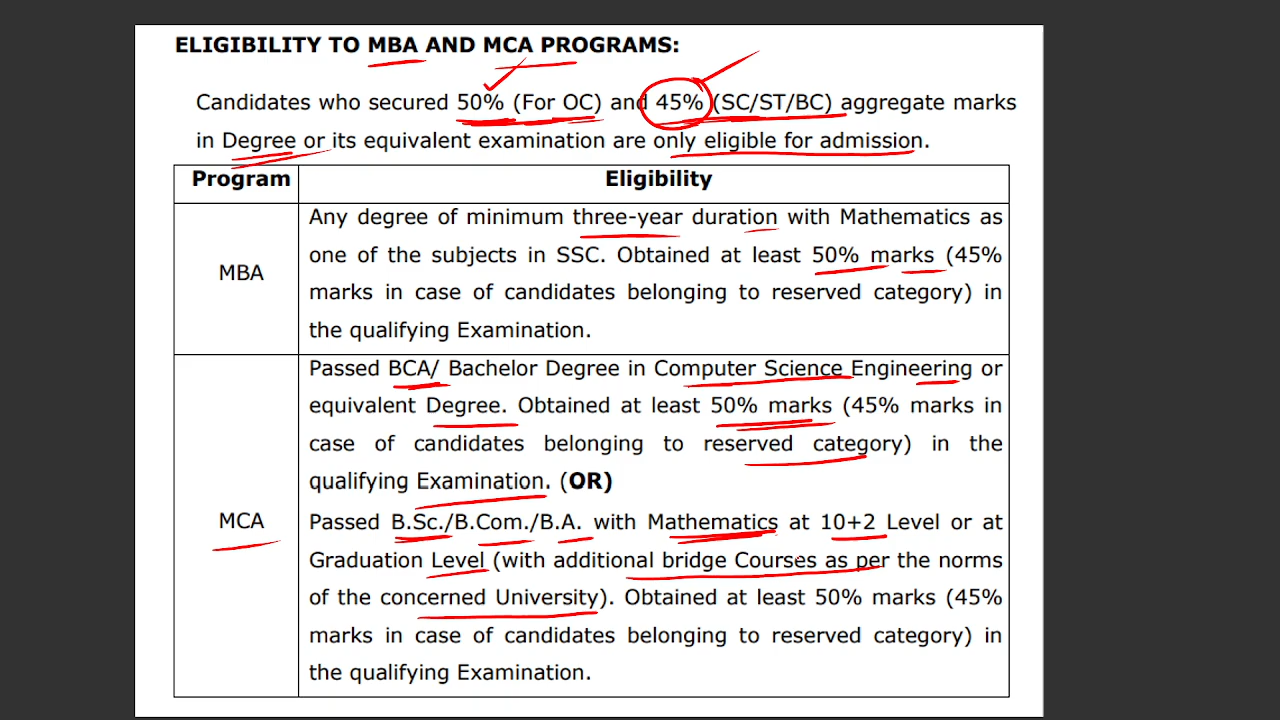 ELIGIBILITY TO MBA AND MCA PROGRAMS:
Candidates who secured 50% (For OC) and 45% (SC/ST/BC) aggregate marks
in Degree or its equivalent examination are only eligible for admission.
Program Eligibility
Any degree of minimum three-year duration with Mathematics as
one of the subjects in SSC. Obtained at least 50% marks (45%
MBA
marks in case of candidates belonging to reserved category) in
the qualifying Examination.
Passed BCA/ Bachelor Degree in Computer Science Engineering or
equivalent Degree. Obtained at least 50% marks (45% marks in
case of candidates belonging to reserved category) in the
qualifying Examination. (OR)
MCA
Passed B.Sc./B.Com./B.A. with Mathematics at 10+2 Level or at
Graduation Level (with additional bridge Courses as per the norms
of the concerned University). Obtained at least 50% marks (45%
marks in case of candidates belonging to reserved category) in
the qualifying Examination.